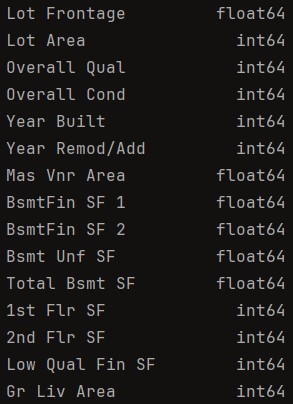 Lot Frontage float64
Lot Area int64
Overall Qual int64
Overall Cond int64
Year Built int64
Year Remod/Add int64
Mas Vnr Area float64
BsmtFin SF 1 float64
BsmtFin SF 2 float64
Bsmt Unf SF float64
Total Bsmt SF float64
1st Flr SF int64
2nd Flr SF int64
Low Qual Fin SF int64
Gr Liv Area int64